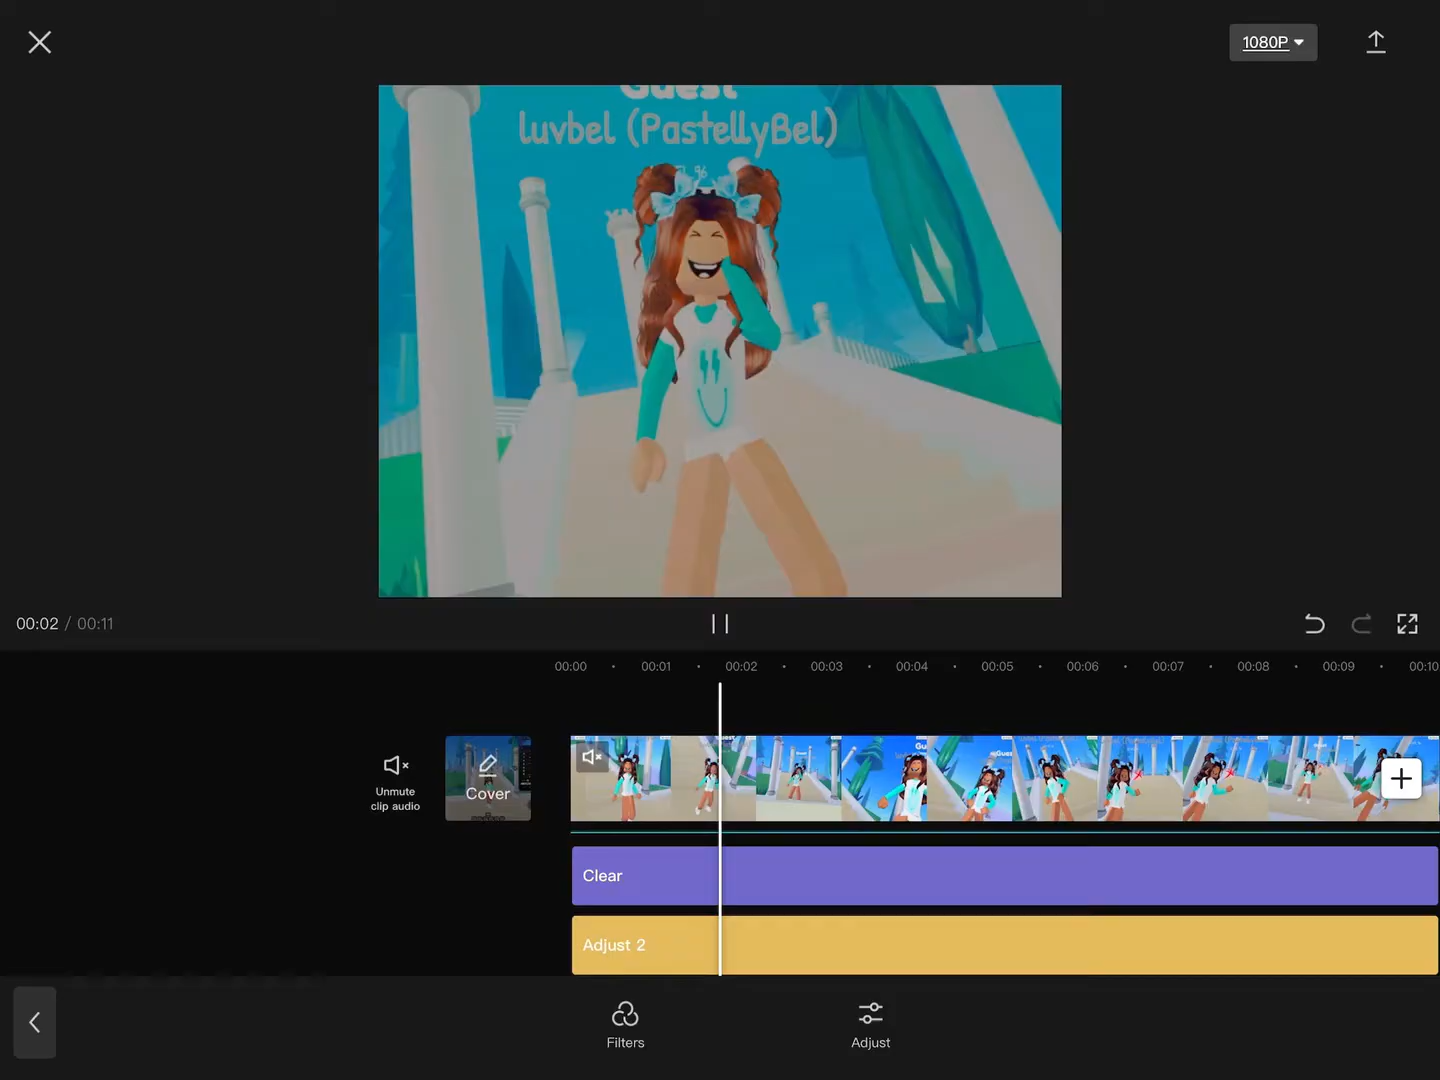 1080P
Guest
luvbel (PastellyBel)
96
00:02 / 00:11
00:00 00:01 00:02 00:03 00:04 00:05 00:06 00:07 00:08 00:09 00:10
Unmute
clip audio
Cover
Clear
Adjust 2
Filters
Adjust